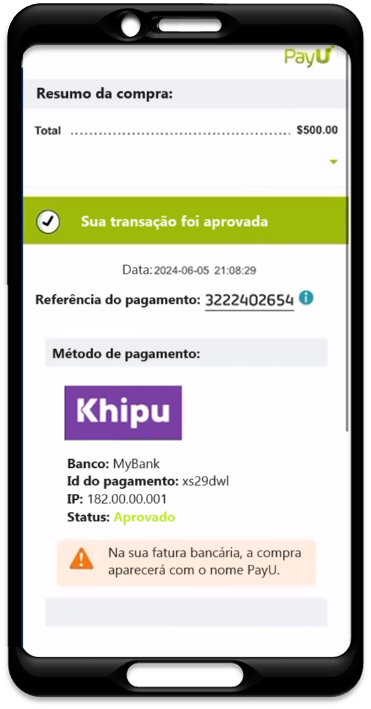 PayU
Resumo da compra:
Total ................................................ $500.00
Sua transação foi aprovada
Data: 2024-06-05 21:08:29
Referência do pagamento: 3222402654
Método de pagamento:
Khipu
Banco: MyBank
Id do pagamento: xs29dwl
IP: 182.00.00.001
Status: Aprovado
Na sua fatura bancária, a compra
aparecerá com o nome PayU.